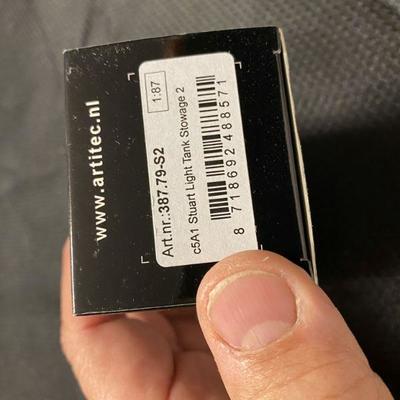 www.artitec.nl
1:87
Art.nr.:387.79-S2
c5A1 Stuart Light Tank Stowage 2
8 718692 488571